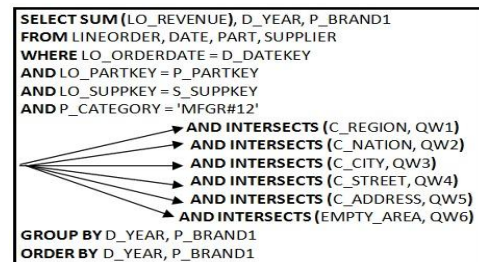 SELECT SUM (LO_REVENUE), D_YEAR, P_BRAND1
FROM LINEORDER, DATE, PART, SUPPLIER
WHERE LO_ORDERDATE = D_DATEKEY
AND LO_PARTKEY = P_PARTKEY
AND LO_SUPPKEY = S_SUPPKEY
AND P_CATEGORY = 'MFGR#12'
AND INTERSECTS (C_REGION, QW1)
AND INTERSECTS (C_NATION, QW2)
AND INTERSECTS (C_CITY, QW3)
AND INTERSECTS (C_STREET, QW4)
AND INTERSECTS (C_ADDRESS, QW5)
AND INTERSECTS (EMPTY_AREA, QW6)
GROUP BY D_YEAR, P_BRAND1
ORDER BY D_YEAR, P_BRAND1